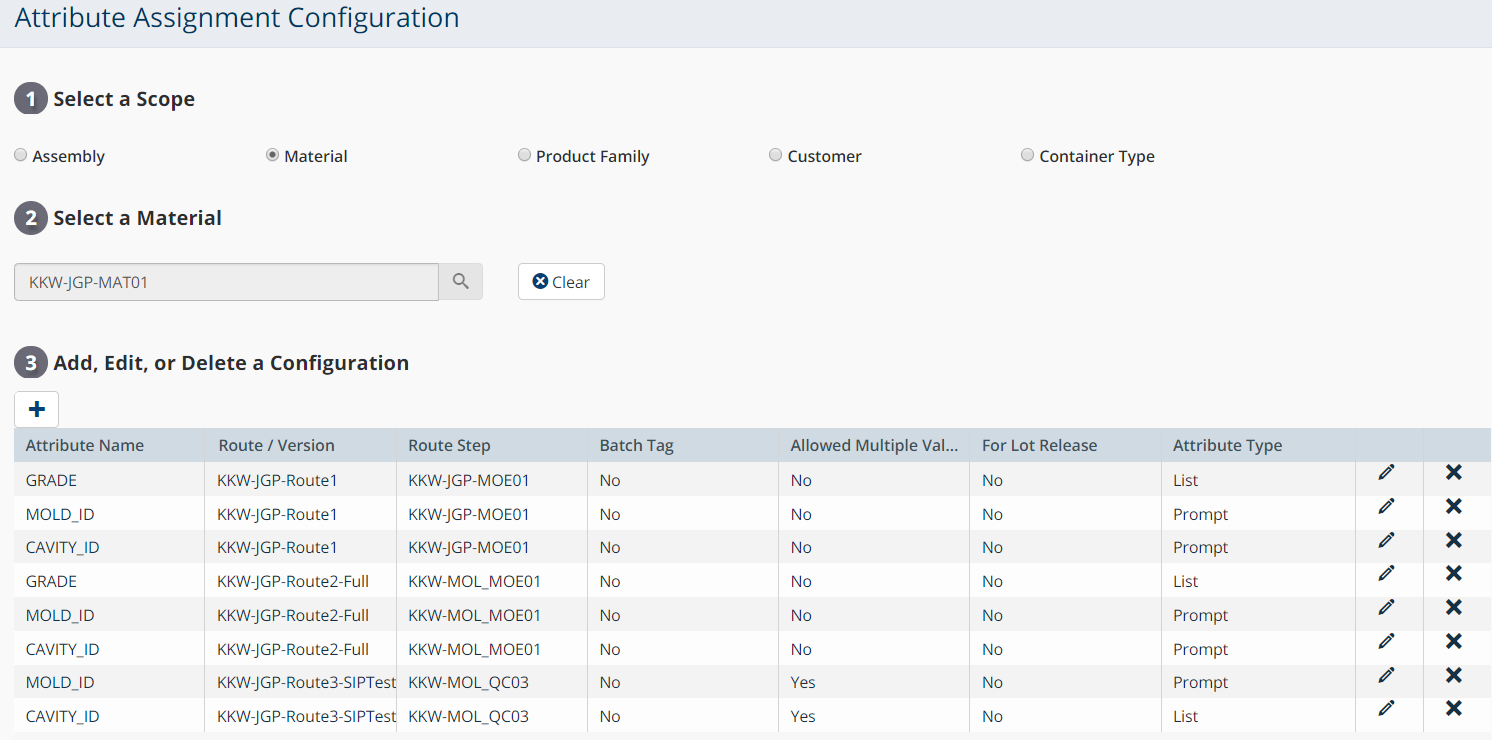 Attribute Assignment Configuration
1 Select a Scope
Assembly Material Product Family Customer Container Type
2 Select a Material
KKW-JGP-MAT01 Clear
3 Add, Edit, or Delete a Configuration
Attribute Name Route / Version Route Step Batch Tag Allowed Multiple Val... For Lot Release Attribute Type
GRADE KKW-JGP-Route1 KKW-JGP-MOE01 No No No List
MOLD_ID KKW-JGP-Route1 KKW-JGP-MOE01 No No No Prompt
CAVITY_ID KKW-JGP-Route1 KKW-JGP-MOE01 No No No Prompt
GRADE KKW-JGP-Route2-Full KKW-MOL_MOE01 No No No List
MOLD_ID KKW-JGP-Route2-Full KKW-MOL_MOE01 No No No Prompt
CAVITY_ID KKW-JGP-Route2-Full KKW-MOL_MOE01 No No No Prompt
MOLD_ID KKW-JGP-Route3-SIPTest KKW-MOL_QC03 No Yes No Prompt
CAVITY_ID KKW-JGP-Route3-SIPTest KKW-MOL_QC03 No Yes No List